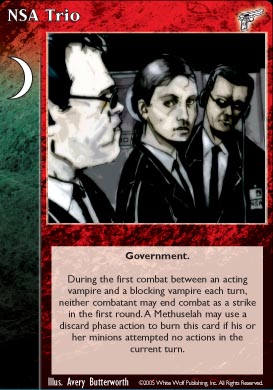 NSA Trio
Government.
During the first combat between an acting
vampire and a blocking vampire each turn,
neither combatant may end combat as a strike
in the first round. A Methuselah may use a
discard phase action to burn this card if his or
her minions attempted no actions in the
current turn.
Illus. Avery Butterworth ©2005 White Wolf Publishing, Inc. All Rights Reserved.